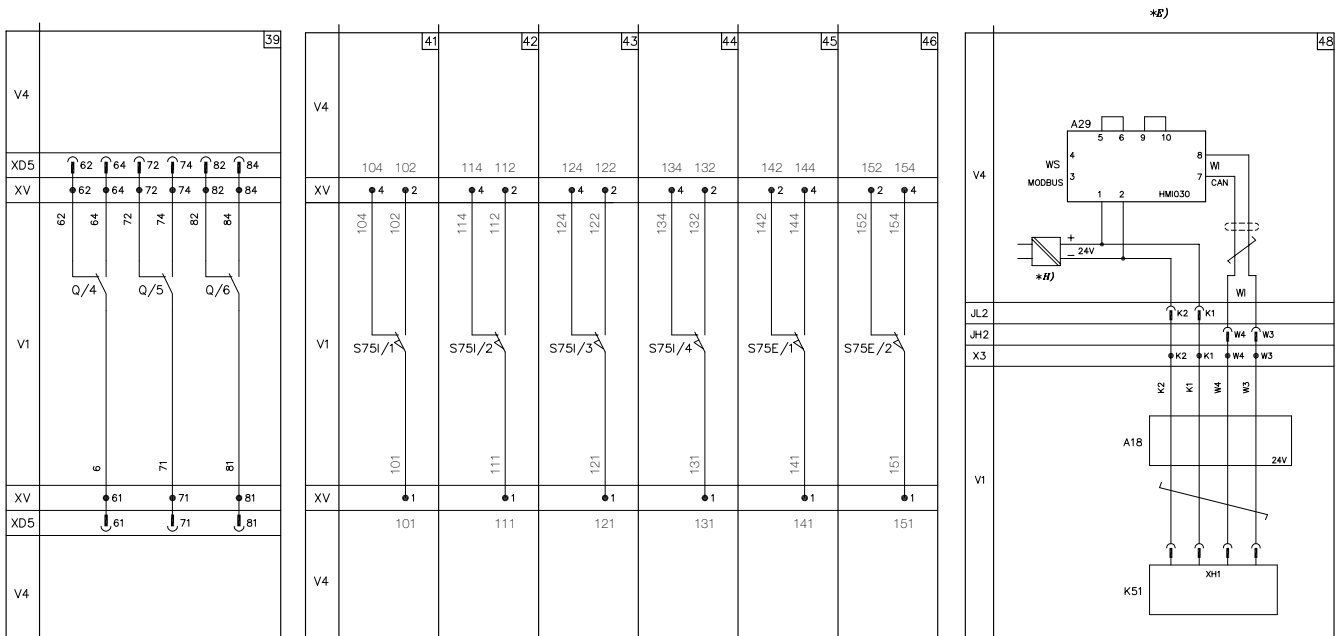 *E)
39
V4
XD5 62 64 72 74 82 84
XV 62 64 72 74 82 84
62 64 72 74 82 84
Q/4 Q/5 Q/6
V1
6 71 81
XV 61 71 81
XD5 61 71 81
V4
41 42 43 44 45 46
V4
104 102 114 112 124 122 134 132 142 144 152 154
XV 4 2 4 2 4 2 4 2 2 4 2 4
104 102 114 112 124 122 134 132 142 144 152 154
V1 S75I/1 S75I/2 S75I/3 S75I/4 S75E/1 S75E/2
101 111 121 131 141 151
XV 1 1 1 1 1 1
101 111 121 131 141 151
V4
48
A29
5 6 9 10
4 8
WS WI
3 7
MODBUS CAN
1 2 HMI030
V4
+
24V
−
*H)
WI
JL2 K2 K1
JH2 W4 W3
X3 K2 K1 W4 W3
K2 K1 W4 W3
A18
24V
V1
XH1
K51